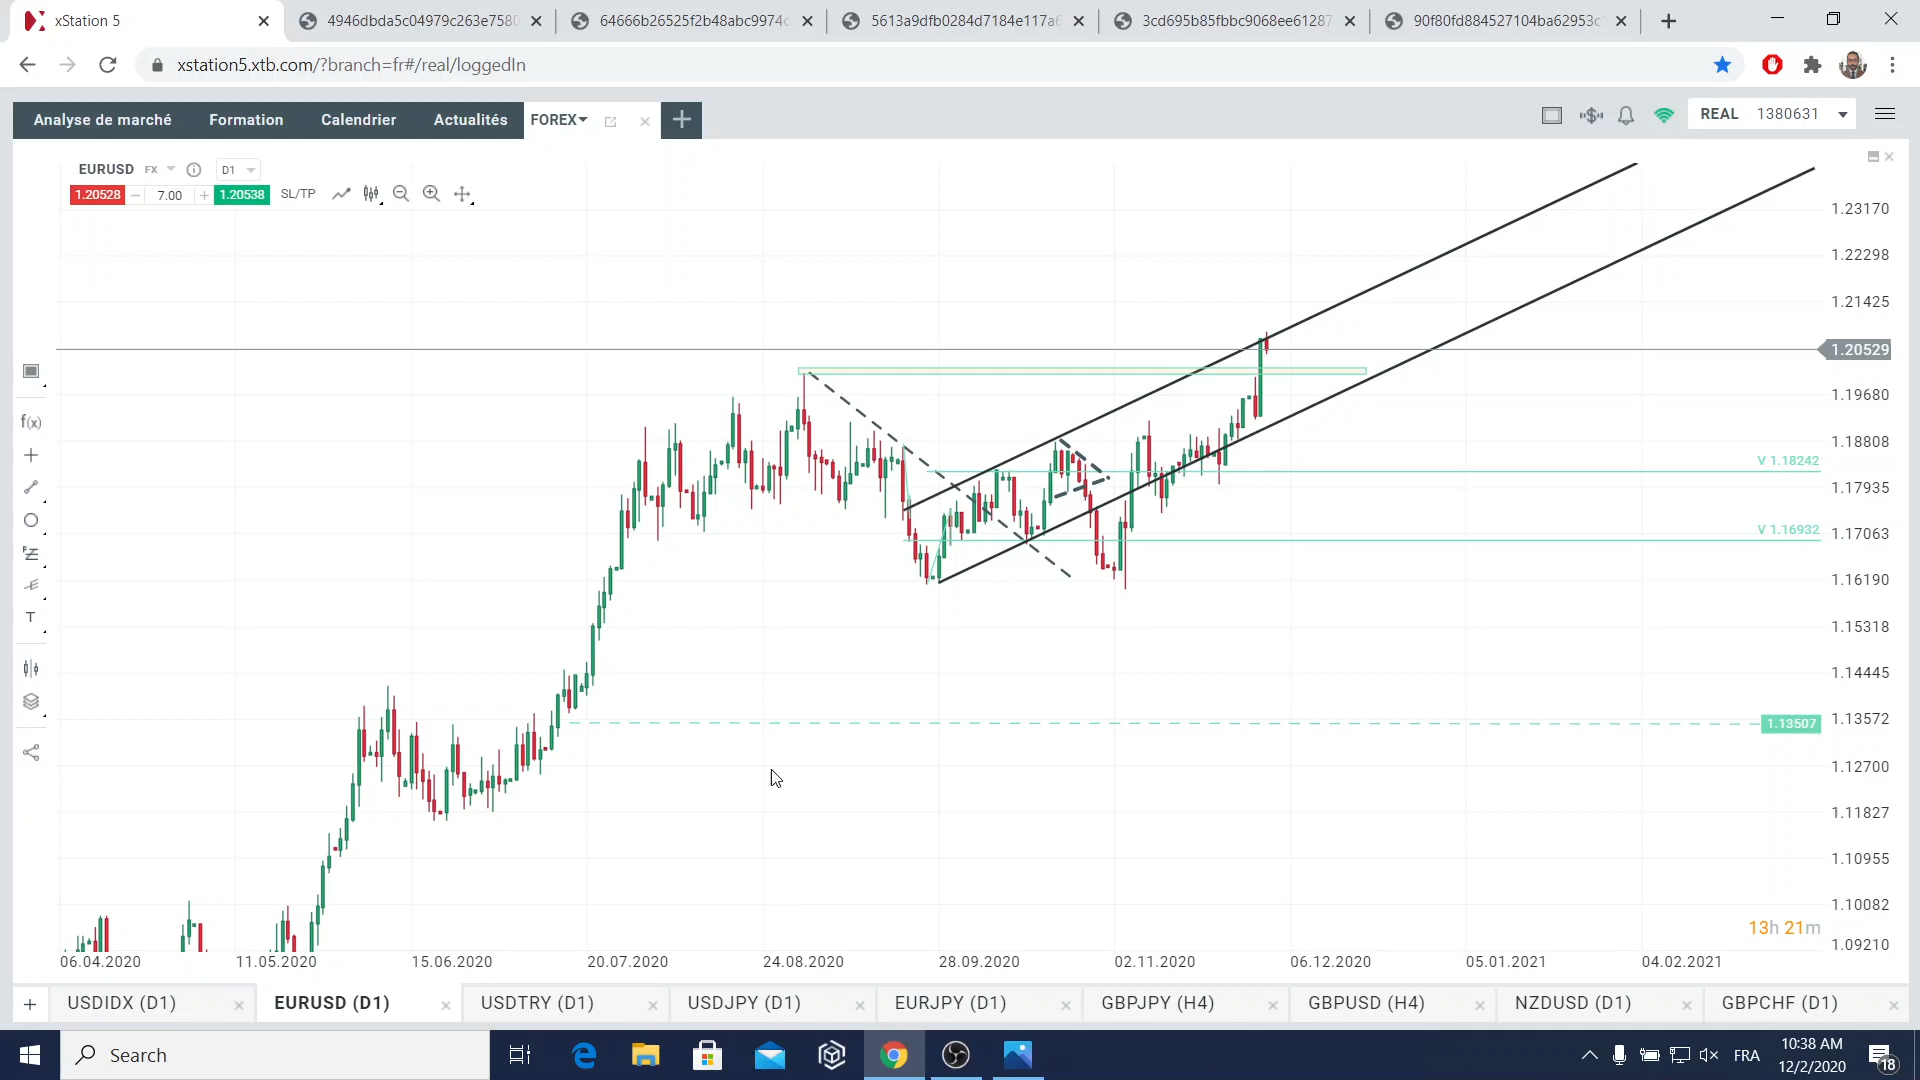 xStation 5
4946dbda5c04979c263e7580
64666b26525f2b48abc9974c
5613a9dfb0284d7184e117a6
3cd695b85fbbc9068ee61287
90f80fd884527104ba62953c
xstation5.xtb.com/?branch=fr#/real/loggedIn
Analyse de marché
Formation
Calendrier
Actualités
FOREX
REAL 1380631
EURUSD FX
D1
1.20528
7.00
1.20538
SL/TP
1.23170
1.22298
1.21425
1.20529
1.19680
1.18808
V 1.18242
1.17935
V 1.16932
1.17063
1.16190
1.15318
1.14445
1.13507
1.13572
1.12700
1.11827
1.10955
1.10082
1.09210
f(x)
T
13h 21m
06.04.2020
11.05.2020
15.06.2020
20.07.2020
24.08.2020
28.09.2020
02.11.2020
06.12.2020
05.01.2021
04.02.2021
USDIDX (D1)
EURUSD (D1)
USDTRY (D1)
USDJPY (D1)
EURJPY (D1)
GBPJPY (H4)
GBPUSD (H4)
NZDUSD (D1)
GBPCHF (D1)
Search
FRA
10:38 AM
12/2/2020
18